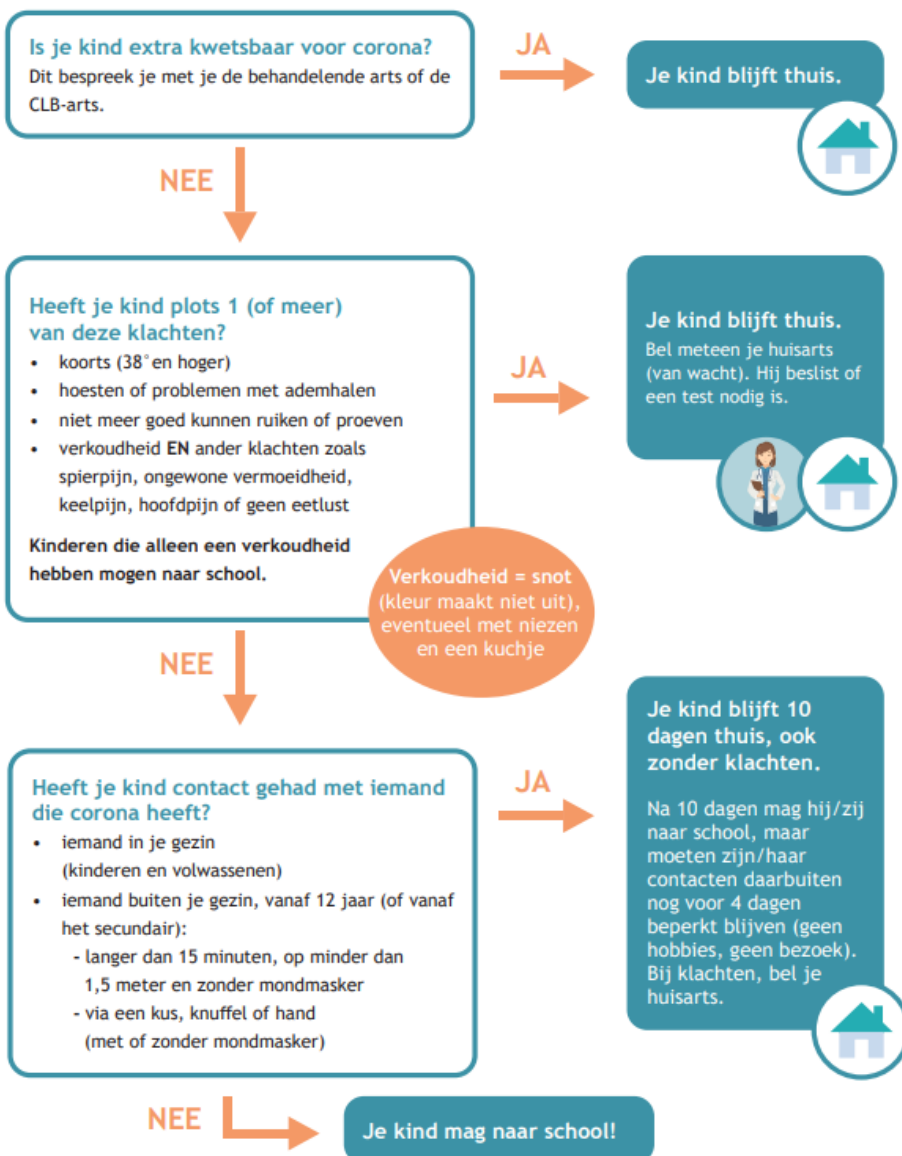 Is je kind extra kwetsbaar voor corona?
Dit bespreek je met je de behandelende arts of de
CLB-arts.
JA
Je kind blijft thuis.
NEE
Heeft je kind plots 1 (of meer)
van deze klachten?
• koorts (38° en hoger)
• hoesten of problemen met ademhalen
• niet meer goed kunnen ruiken of proeven
• verkoudheid EN ander klachten zoals
spierpijn, ongewone vermoeidheid,
keelpijn, hoofdpijn of geen eetlust
Kinderen die alleen een verkoudheid
hebben mogen naar school.
JA
Je kind blijft thuis.
Bel meteen je huisarts
(van wacht). Hij beslist of
een test nodig is.
Verkoudheid = snot
(kleur maakt niet uit),
eventueel met niezen
en een kuchje
NEE
Heeft je kind contact gehad met iemand
die corona heeft?
• iemand in je gezin
(kinderen en volwassenen)
• iemand buiten je gezin, vanaf 12 jaar (of vanaf
het secundair):
- langer dan 15 minuten, op minder dan
1,5 meter en zonder mondmasker
- via een kus, knuffel of hand
(met of zonder mondmasker)
JA
Je kind blijft 10
dagen thuis, ook
zonder klachten.
Na 10 dagen mag hij/zij
naar school, maar
moeten zijn/haar
contacten daarbuiten
nog voor 4 dagen
beperkt blijven (geen
hobbies, geen bezoek).
Bij klachten, bel je
huisarts.
NEE
Je kind mag naar school!